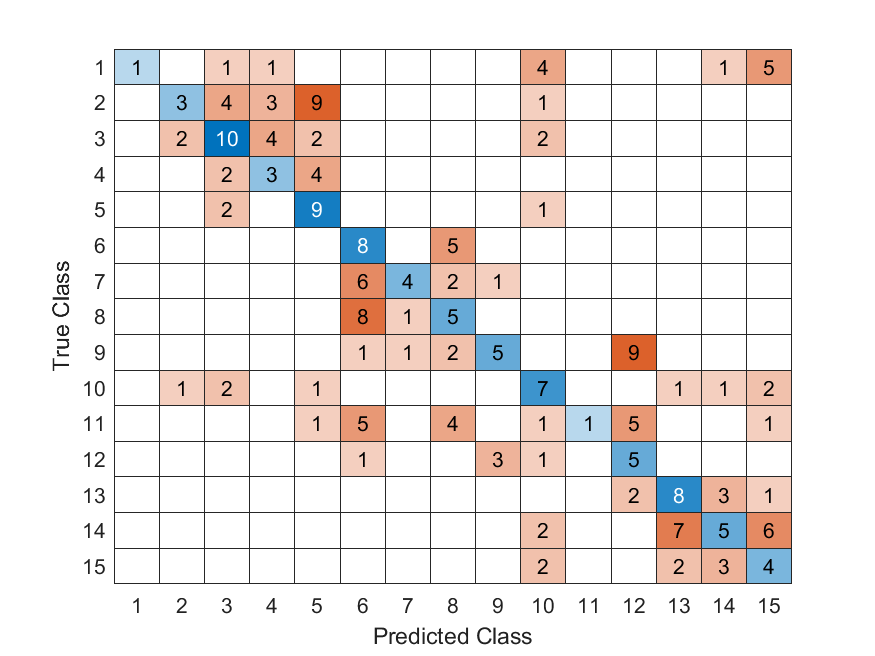 1 1 1 1 4 1 5
2 3 4 3 9 1
3 2 10 4 2 2
4 2 3 4
5 2 9 1
6 8 5
7 6 4 2 1
8 8 1 5
9 1 1 2 5 9
10 1 2 1 7 1 1 2
11 1 5 4 1 1 5 1
12 1 3 1 5
13 2 8 3 1
14 2 7 5 6
15 2 2 3 4
True Class
1 2 3 4 5 6 7 8 9 10 11 12 13 14 15
Predicted Class